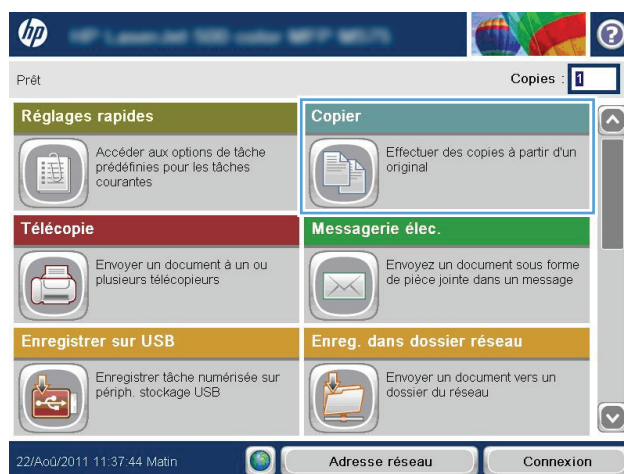 hp
Prêt
Copies : 1
Réglages rapides
Accéder aux options de tâche
prédéfinies pour les tâches
courantes
Copier
Effectuer des copies à partir d'un
original
Télécopie
Envoyer un document à un ou
plusieurs télécopieurs
Messagerie élec.
Envoyez un document sous forme
de pièce jointe dans un message
Enregistrer sur USB
Enregistrer tâche numérisée sur
périph. stockage USB
Enreg. dans dossier réseau
Envoyer un document vers un
dossier du réseau
22/Aoû/2011 11:37:44 Matin
Adresse réseau
Connexion